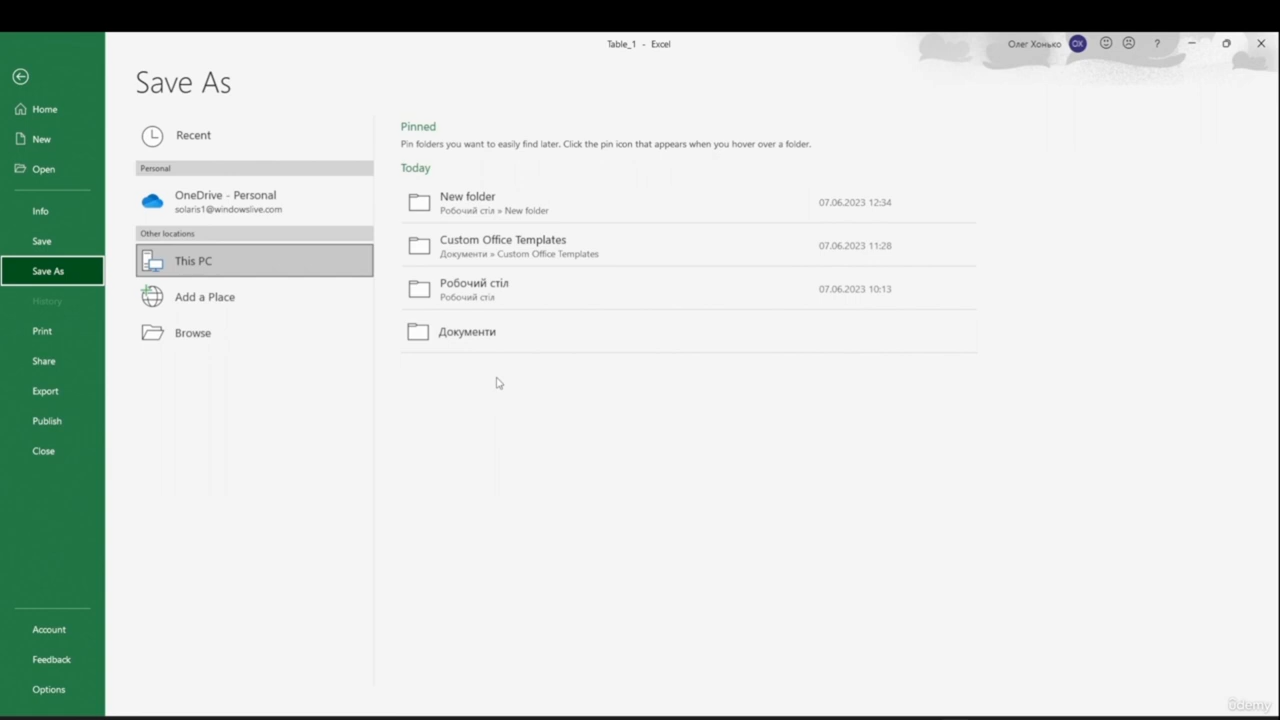 Table_1 - Excel
Олег Хонько
ОХ
?
Save As
Home
New
Open
Info
Save
Save As
History
Print
Share
Export
Publish
Close
Account
Feedback
Options
Recent
Personal
OneDrive - Personal
solaris1@windowslive.com
Other locations
This PC
Add a Place
Browse
Pinned
Pin folders you want to easily find later. Click the pin icon that appears when you hover over a folder.
Today
New folder
Робочий стіл » New folder
07.06.2023 12:34
Custom Office Templates
Документи » Custom Office Templates
07.06.2023 11:28
Робочий стіл
Робочий стіл
07.06.2023 10:13
Документи
ûdemy